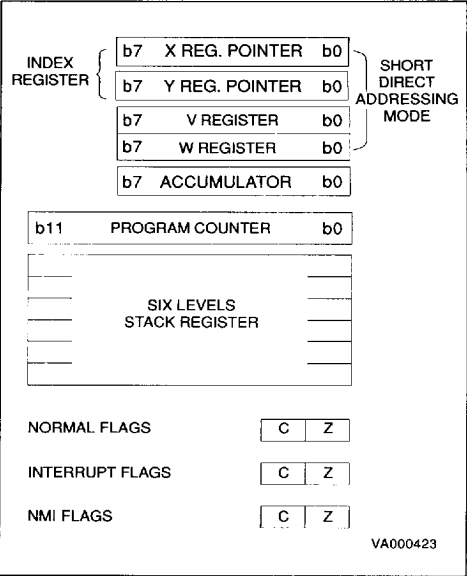 b7 X REG. POINTER b0
INDEX
REGISTER
b7 Y REG. POINTER b0
SHORT
DIRECT
ADDRESSING
MODE
b7 V REGISTER b0
b7 W REGISTER b0
b7 ACCUMULATOR b0
b11 PROGRAM COUNTER b0
SIX LEVELS
STACK REGISTER
NORMAL FLAGS C Z
INTERRUPT FLAGS C Z
NMI FLAGS C Z
VA000423